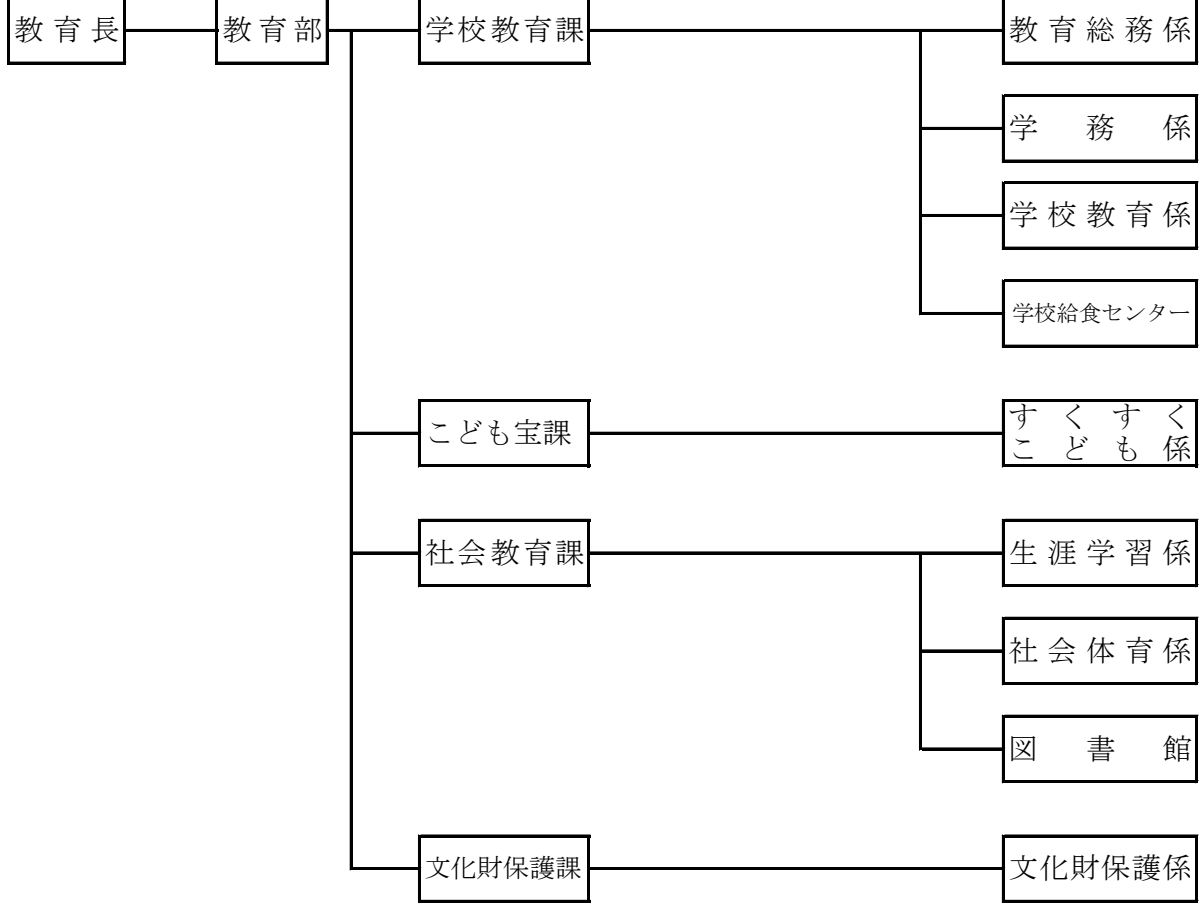 教育長
教育部
学校教育課
教育総務係
学務係
学校教育係
学校給食センター
こども宝課
すくすく
こども係
社会教育課
生涯学習係
社会体育係
図書館
文化財保護課
文化財保護係